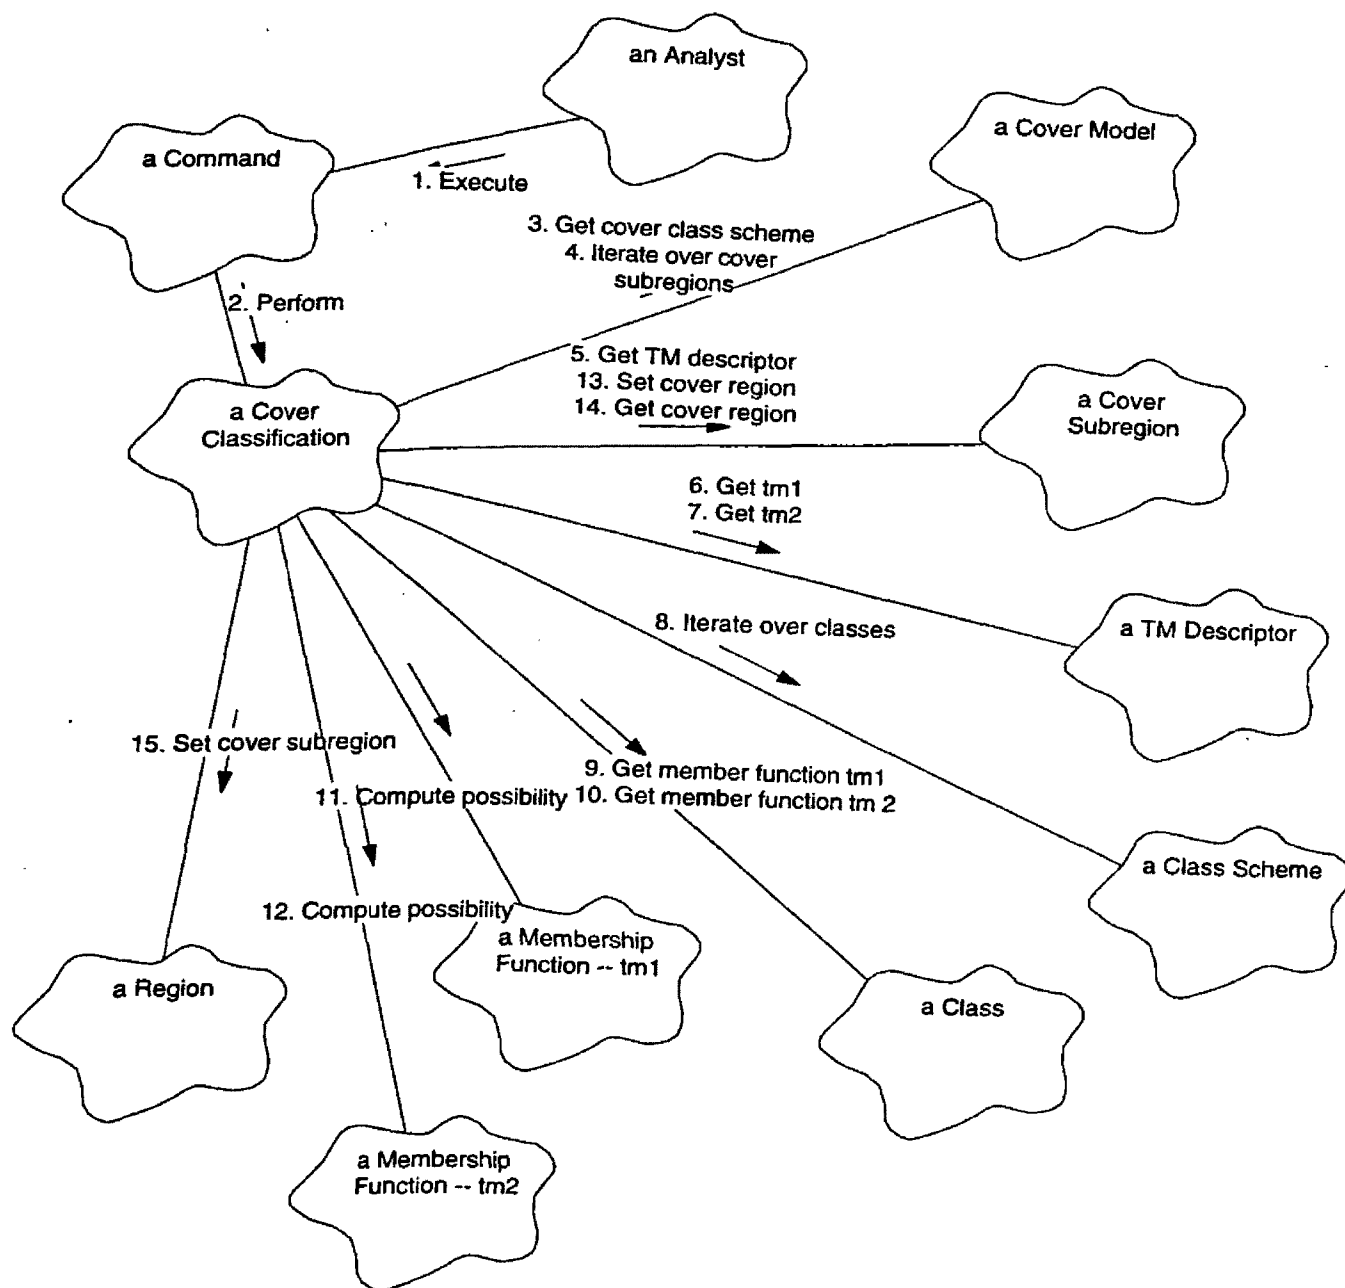 an Analyst
a Command
a Cover Model
1. Execute
3. Get cover class scheme
4. Iterate over cover
subregions
2. Perform
5. Get TM descriptor
13. Set cover region
14. Get cover region
a Cover
Classification
a Cover
Subregion
6. Get tm1
7. Get tm2
8. Iterate over classes
a TM Descriptor
15. Set cover subregion
9. Get member function tm1
11. Compute possibility
10. Get member function tm 2
a Class Scheme
12. Compute possibility
a Membership
Function -- tm1
a Region
a Class
a Membership
Function -- tm2